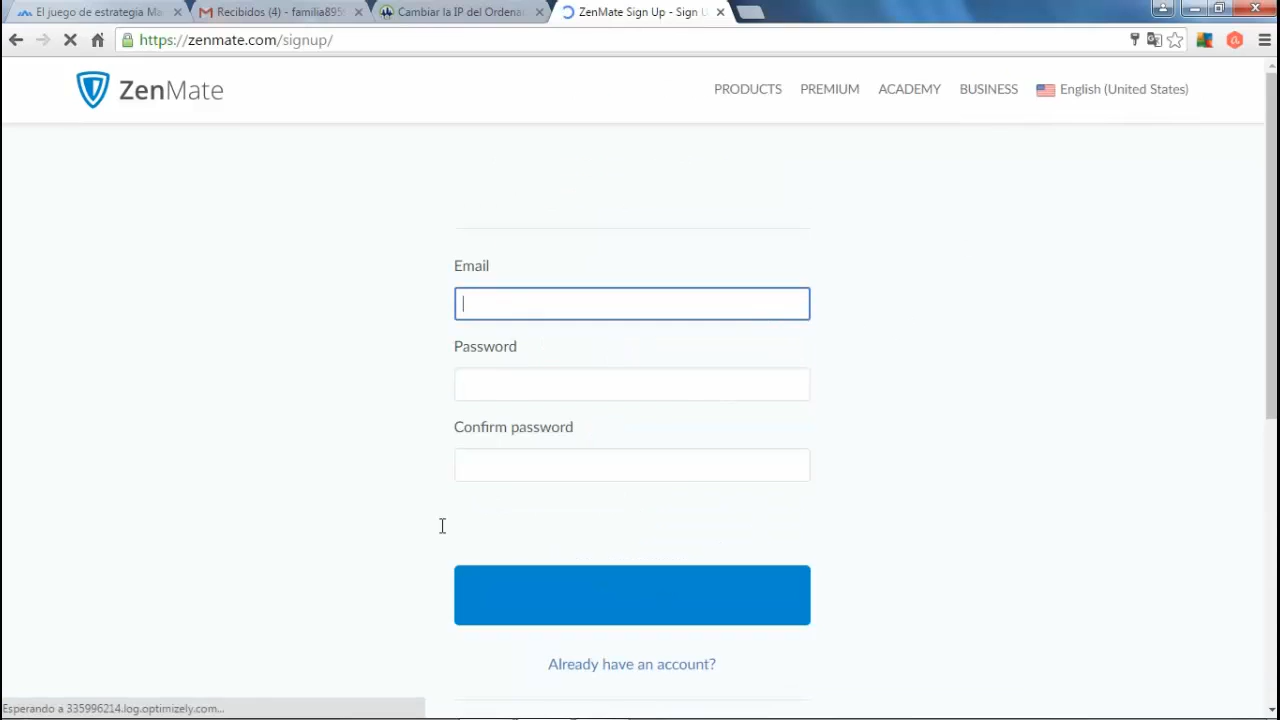 El juego de estrategia Ma
Recibidos (4) - familia895
Cambiar la IP del Ordena
ZenMate Sign Up - Sign U
https://zenmate.com/signup/
ZenMate
PRODUCTS
PREMIUM
ACADEMY
BUSINESS
English (United States)
Email
Password
Confirm password
Already have an account?
Esperando a 335996214.log.optimizely.com...